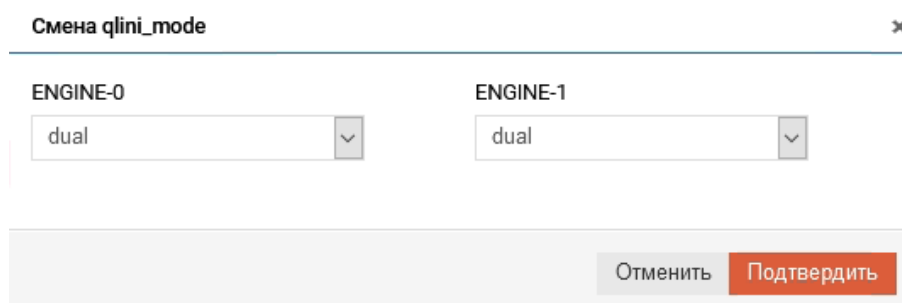 Смена qlini_mode
ENGINE-0 ENGINE-1
dual dual
Отменить Подтвердить